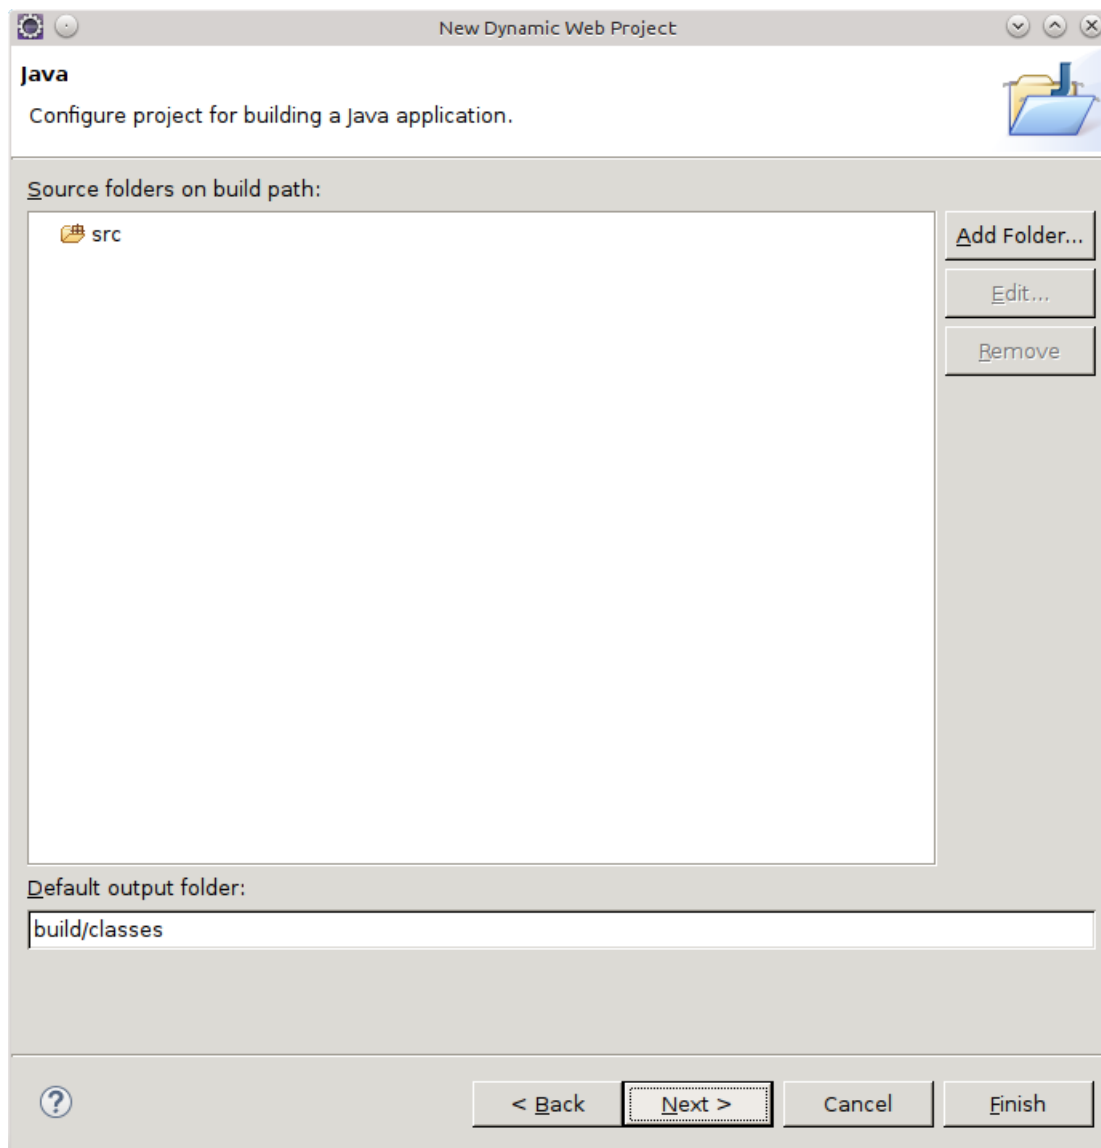 New Dynamic Web Project
Java
Configure project for building a Java application.
Source folders on build path:
src
Add Folder...
Edit...
Remove
Default output folder:
build/classes
?
< Back
Next >
Cancel
Finish